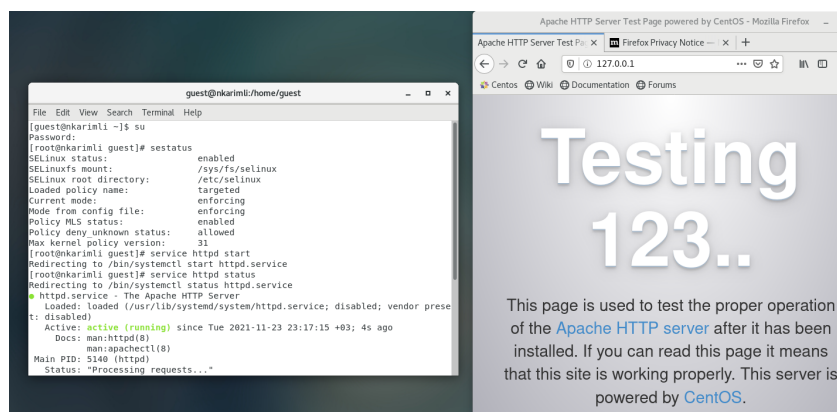 guest@nkarimli:/home/guest
File Edit View Search Terminal Help
[guest@nkarimli ~]$ su
Password:
[root@nkarimli guest]# sestatus
SELinux status: enabled
SELinuxfs mount: /sys/fs/selinux
SELinux root directory: /etc/selinux
Loaded policy name: targeted
Current mode: enforcing
Mode from config file: enforcing
Policy MLS status: enabled
Policy deny_unknown status: allowed
Max kernel policy version: 31
[root@nkarimli guest]# service httpd start
Redirecting to /bin/systemctl start httpd.service
[root@nkarimli guest]# service httpd status
Redirecting to /bin/systemctl status httpd.service
● httpd.service - The Apache HTTP Server
Loaded: loaded (/usr/lib/systemd/system/httpd.service; disabled; vendor prese
t: disabled)
Active: active (running) since Tue 2021-11-23 23:17:15 +03; 4s ago
Docs: man:httpd(8)
man:apachectl(8)
Main PID: 5140 (httpd)
Status: "Processing requests..."
Apache HTTP Server Test Page powered by CentOS - Mozilla Firefox
Apache HTTP Server Test Pa
Firefox Privacy Notice —
127.0.0.1
Centos Wiki Documentation Forums
Testing
123..
This page is used to test the proper operation
of the Apache HTTP server after it has been
installed. If you can read this page it means
that this site is working properly. This server is
powered by CentOS.